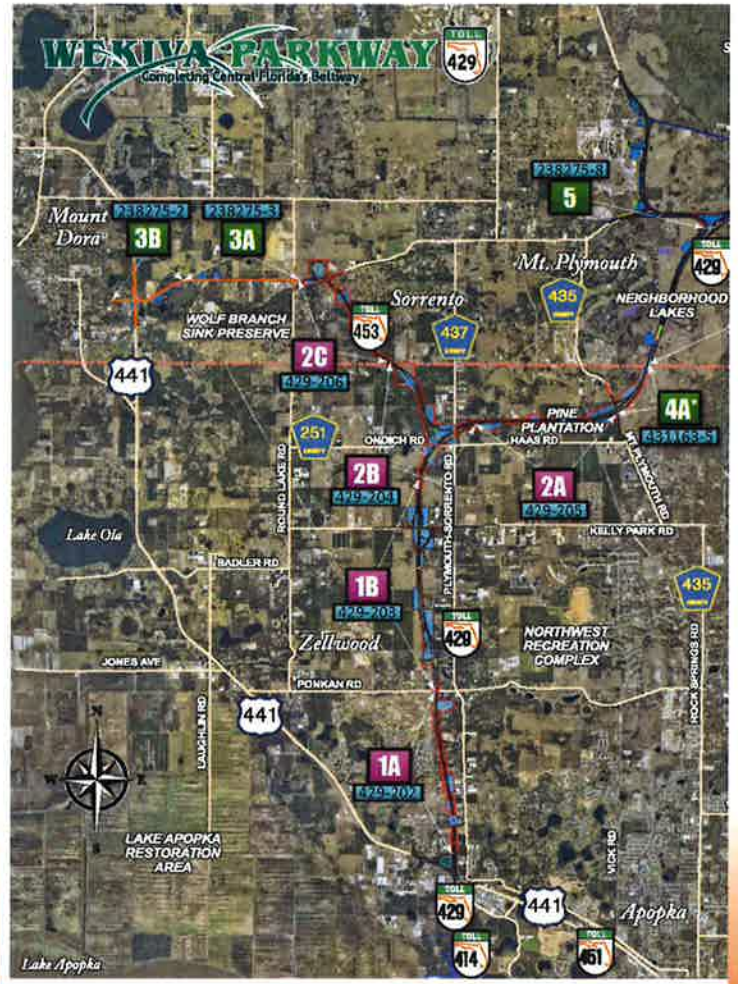 WEKIVA PARKWAY
Completing Central Florida's Beltway
TOLL
429
238275-8
5
238275-2
238275-3
Mount
Dora
3B
3A
TOLL
429
Mt. Plymouth
435
COUNTY
NEIGHBORHOOD
LAKES
Sorrento
WOLF BRANCH
SINK PRESERVE
TOLL
453
437
COUNTY
441
2C
429-206
4A*
431163-5
PINE
PLANTATION
251
COUNTY
ONDICH RD
HAAS RD
MT PLYMOUTH RD
ROUND LAKE RD
2B
429-204
PLYMOUTH-SORRENTO RD
2A
429-205
KELLY PARK RD
Lake Ola
SADLER RD
1B
429-203
435
COUNTY
TOLL
429
Zellwood
NORTHWEST
RECREATION
COMPLEX
ROCK SPRINGS RD
JONES AVE
PONKAN RD
LAUGHLIN RD
441
N
W
E
S
1A
429-202
LAKE APOPKA
RESTORATION
AREA
VICK RD
TOLL
429
441
Apopka
TOLL
414
TOLL
451
Lake Apopka